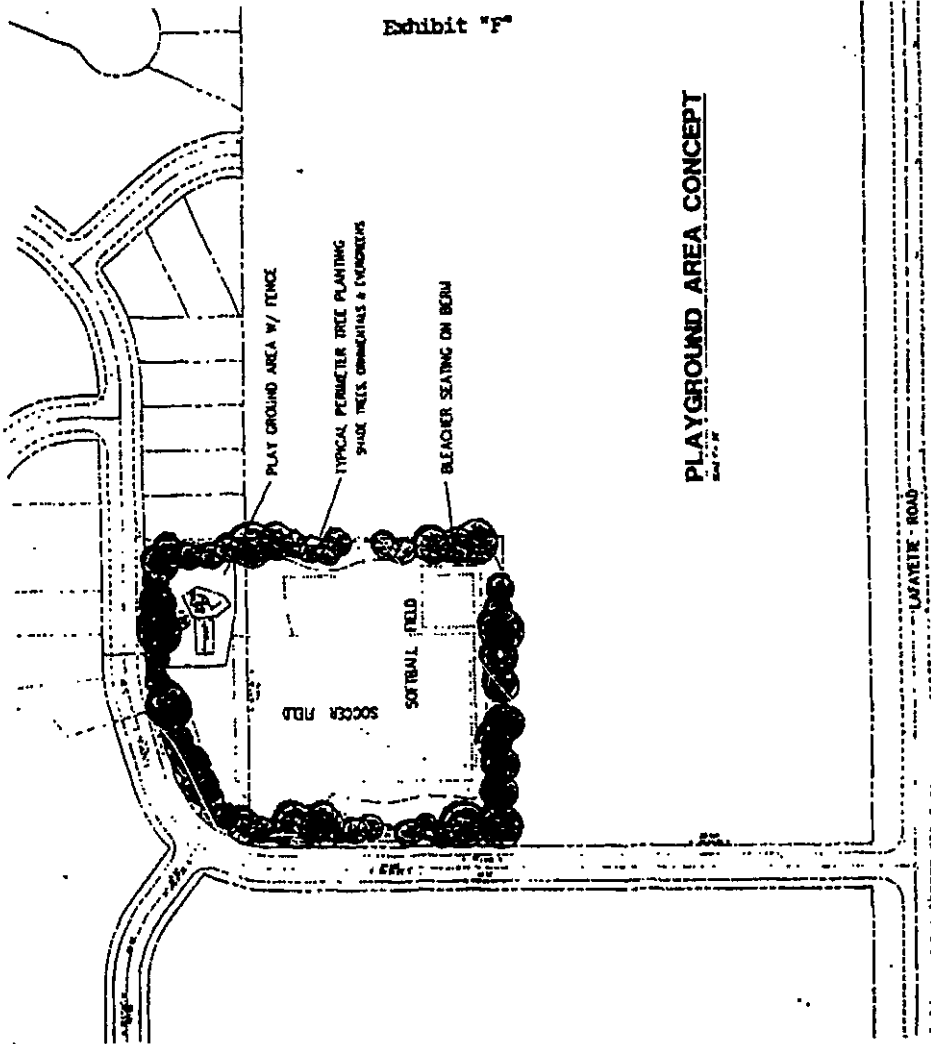 Exhibit "F"
PLAY GROUND AREA W/ FENCE
TYPICAL PERIMETER TREE PLANTING
SHADE TREES, ORNAMENTALS & EVERGREENS
BLEACHER SEATING ON BERM
SOCCER FIELD
SOFTBALL FIELD
PLAYGROUND AREA CONCEPT
LAFAYETTE - ROAD